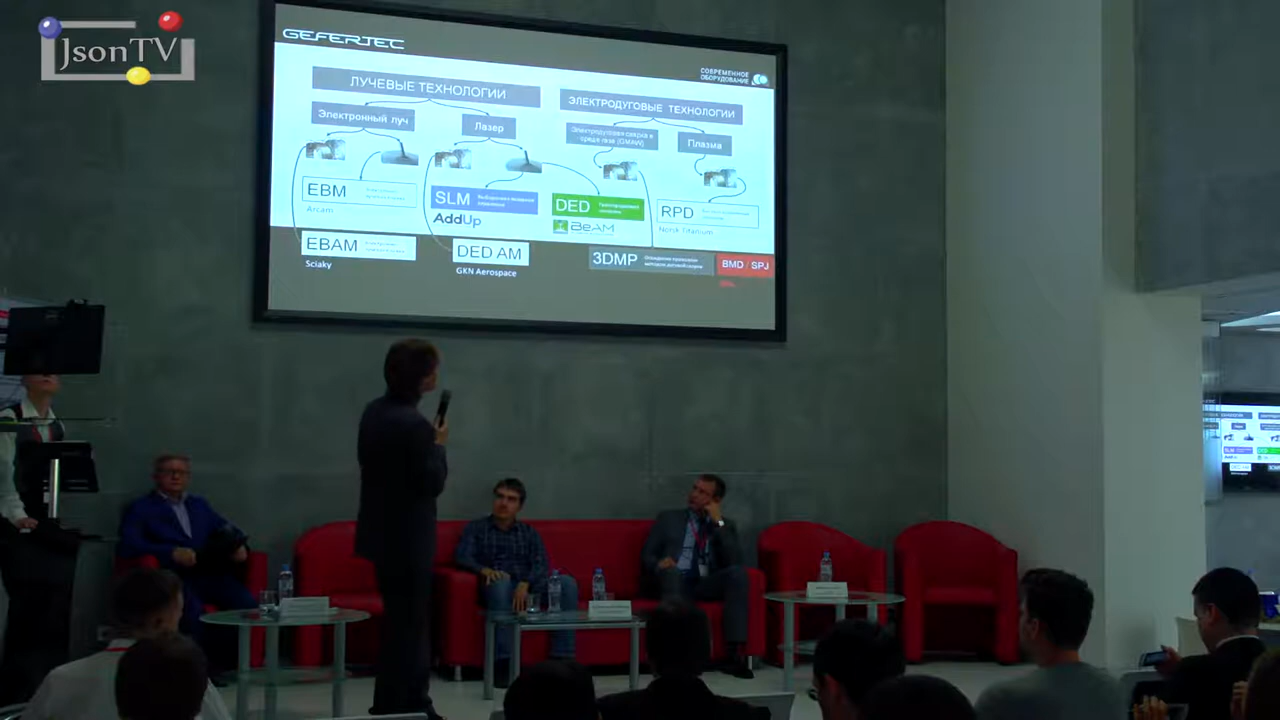 JsonTV
GEFERTEC
СОВРЕМЕННОЕ
ОБОРУДОВАНИЕ
ЛУЧЕВЫЕ ТЕХНОЛОГИИ
ЭЛЕКТРОДУГОВЫЕ ТЕХНОЛОГИИ
Электронный луч
Лазер
Электродуговая сварка в
среде газа (GMAW)
Плазма
EBM
Arcam
SLM
AddUp
DED
BeAM
RPD
Norsk Titanium
EBAM
Sciaky
DED AM
GKN Aerospace
3DMP
BMD / SPJ